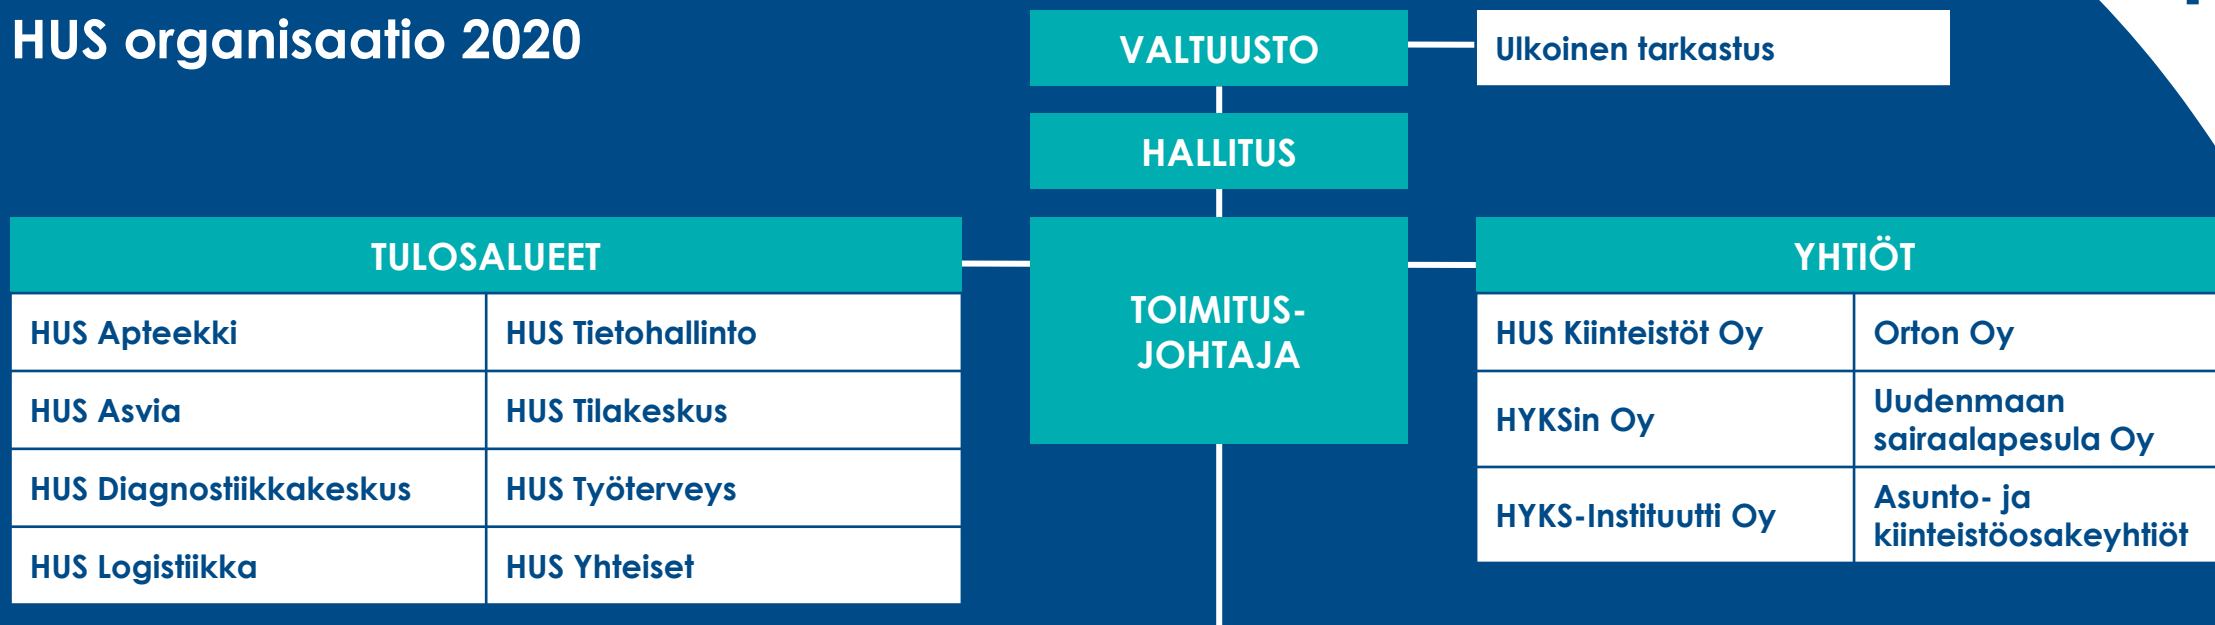 HUS organisaatio 2020
VALTUUSTO
Ulkoinen tarkastus
HALLITUS
TULOSALUEET
HUS Apteekki
HUS Tietohallinto
HUS Asvia
HUS Tilakeskus
HUS Diagnostiikkakeskus
HUS Työterveys
HUS Logistiikka
HUS Yhteiset
TOIMITUS-
JOHTAJA
YHTIÖT
HUS Kiinteistöt Oy
Orton Oy
HYKSin Oy
Uudenmaan
sairaalapesula Oy
HYKS-Instituutti Oy
Asunto- ja
kiinteistöosakeyhtiöt